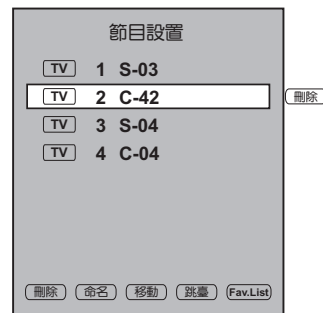 節目設置
TV 1 S-03
TV 2 C-42 刪除
TV 3 S-04
TV 4 C-04
刪除 命名 移動 跳臺 Fav.List